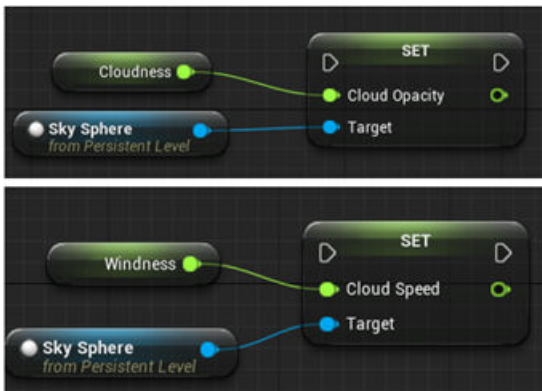 SET
Cloudness
Cloud Opacity
Sky Sphere
from Persistent Level
Target
SET
Windness
Cloud Speed
Target
Sky Sphere
from Persistent Level